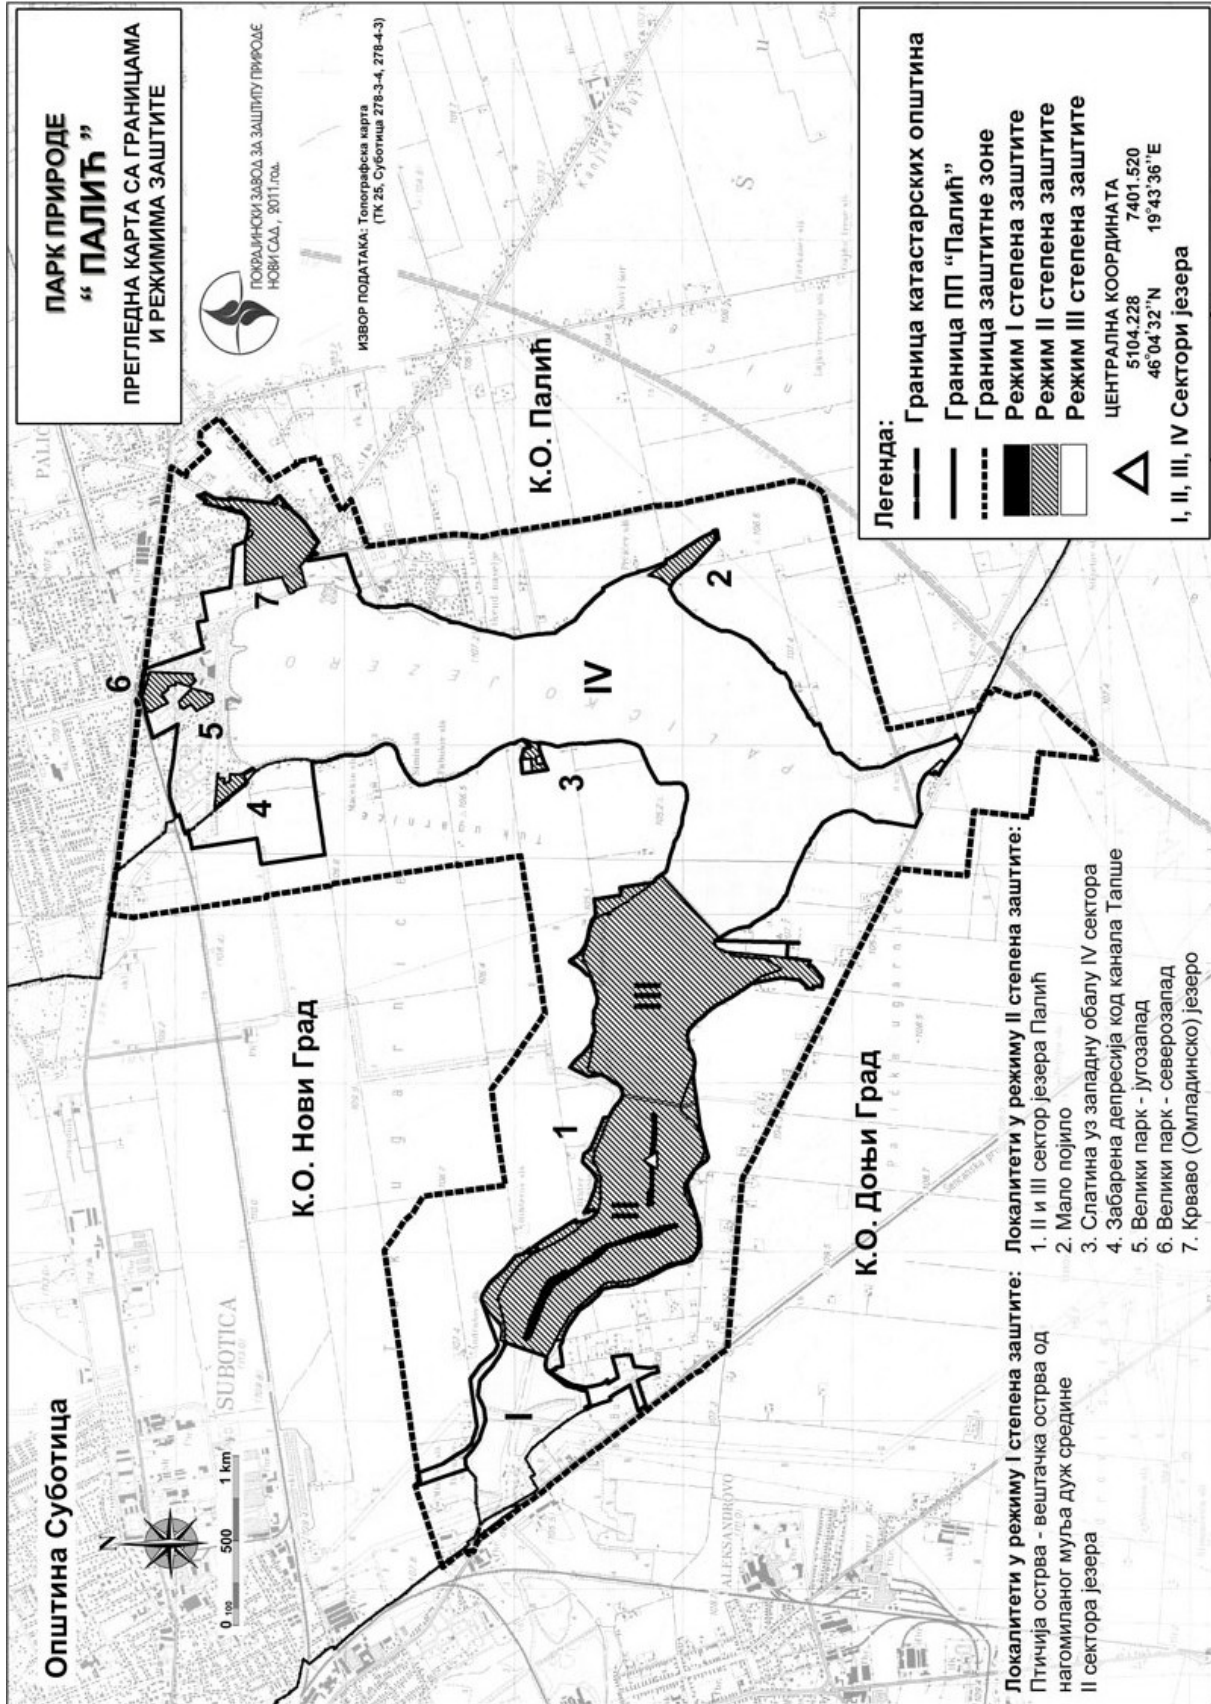 Општина Суботица
ПАРК ПРИРОДЕ
“ ПАЛИЋ ”
ПРЕГЛЕДНА КАРТА СА ГРАНИЦАМА
И РЕЖИМИМА ЗАШТИТЕ
ПОКРАЈИНСКИ ЗАВОД ЗА ЗАШТИТУ ПРИРОДЕ
НОВИ САД, 2011.год.
ИЗВОР ПОДАТАКА: Топографска карта
(ТК 25, Суботица 278-3-4, 278-4-3)
N
0 100 500 1 km
SUBOTICA
PALIC
К.О. Нови Град
К.О. Палић
К.О. Доњи Град
ALEKSANDROVO
Kanjiški put
P A L I Ć K O J E Z E R O
I
II
III
IV
1
2
3
4
5
6
7
Легенда:
Граница катастарских општина
Граница ПП “Палић”
Граница заштитне зоне
Режим I степена заштите
Режим II степена заштите
Режим III степена заштите
ЦЕНТРАЛНА КООРДИНАТА
5104.228 7401.520
46°04'32''N 19°43'36''E
I, II, III, IV Сектори језера
Локалитети у режиму I степена заштите:
Птичија острва - вештачка острва од
нагомиланог муља дуж средине
II сектора језера
Локалитети у режиму II степена заштите:
1. II и III сектор језера Палић
2. Мало појило
3. Слатина уз западну обалу IV сектора
4. Забарена депресија код канала Тапше
5. Велики парк - југозапад
6. Велики парк - северозапад
7. Крваво (Омладинско) језеро